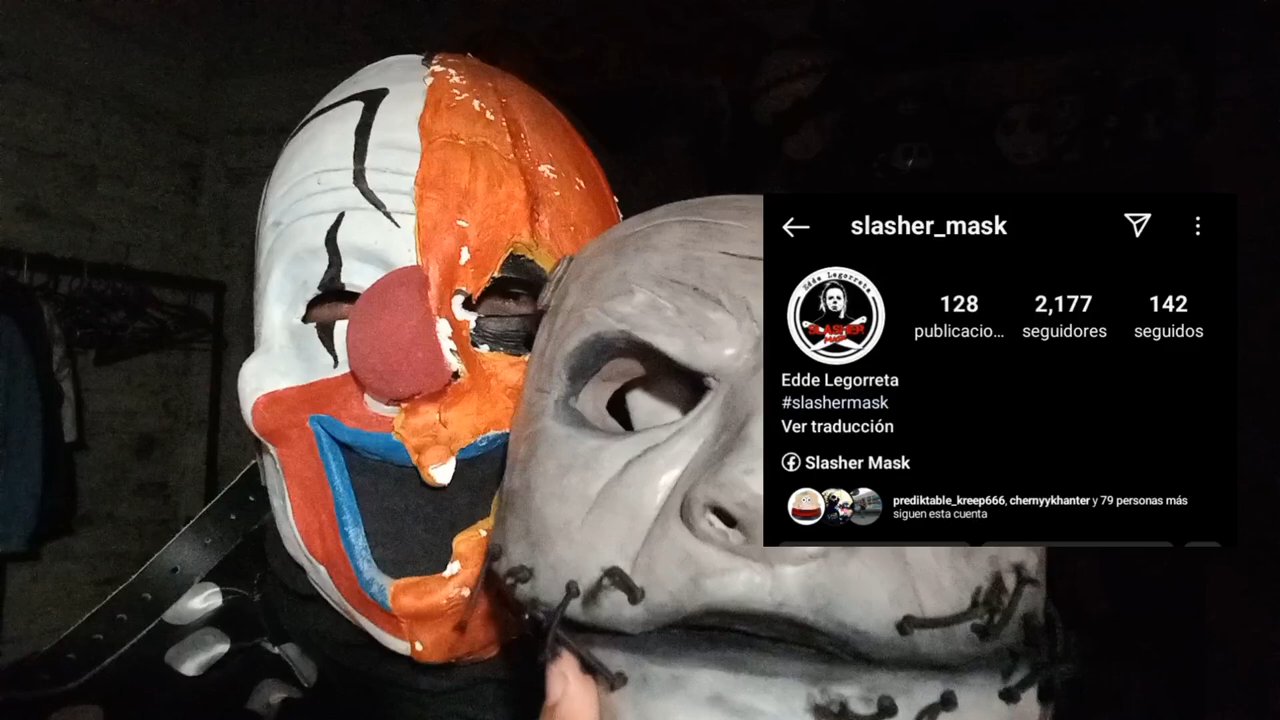 slasher_mask
Edde Legorreta
SLASHER
MASK
128
2,177
142
publicacio...
seguidores
seguidos
Edde Legorreta
#slashermask
Ver traducción
Slasher Mask
prediktable_kreep666, chernyykhanter y 79 personas más
siguen esta cuenta